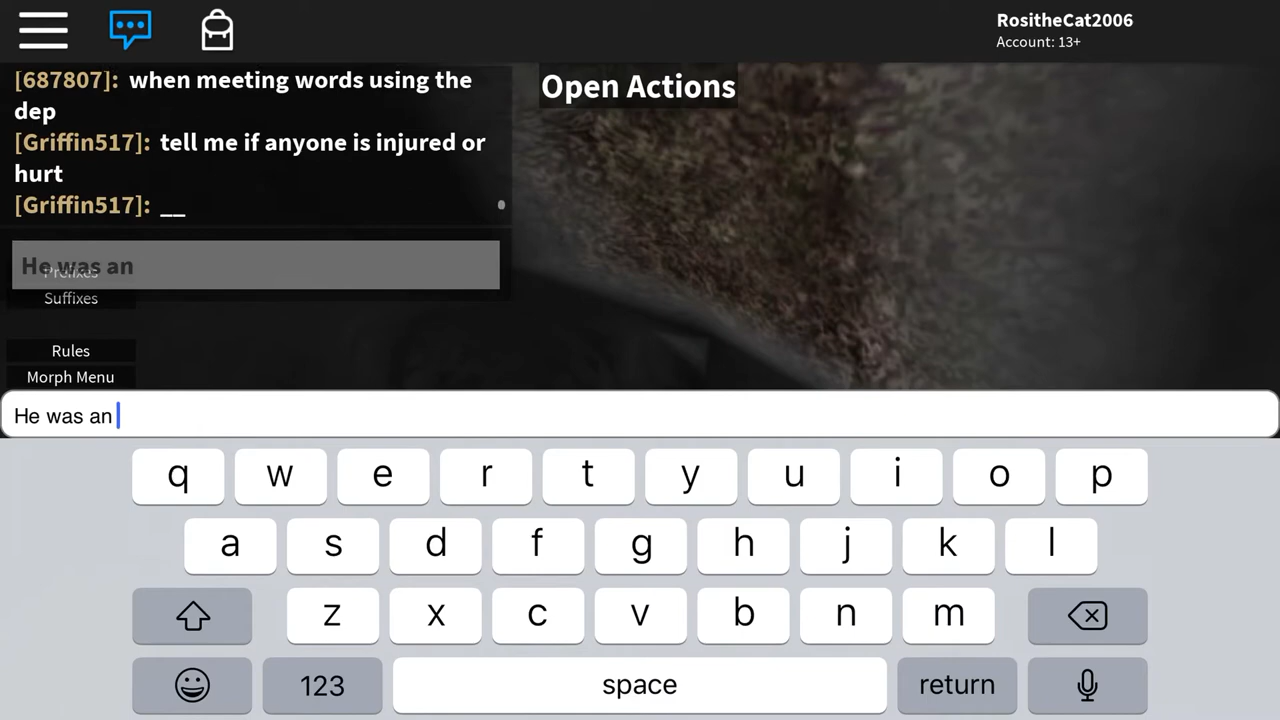 RositheCat2006
Account: 13+
[687807]: when meeting words using the
dep
[Griffin517]: tell me if anyone is injured or
hurt
[Griffin517]: __
Open Actions
He was an
Prefixes
Suffixes
Rules
Morph Menu
He was an
q w e r t y u i o p
a s d f g h j k l
z x c v b n m
123 space return